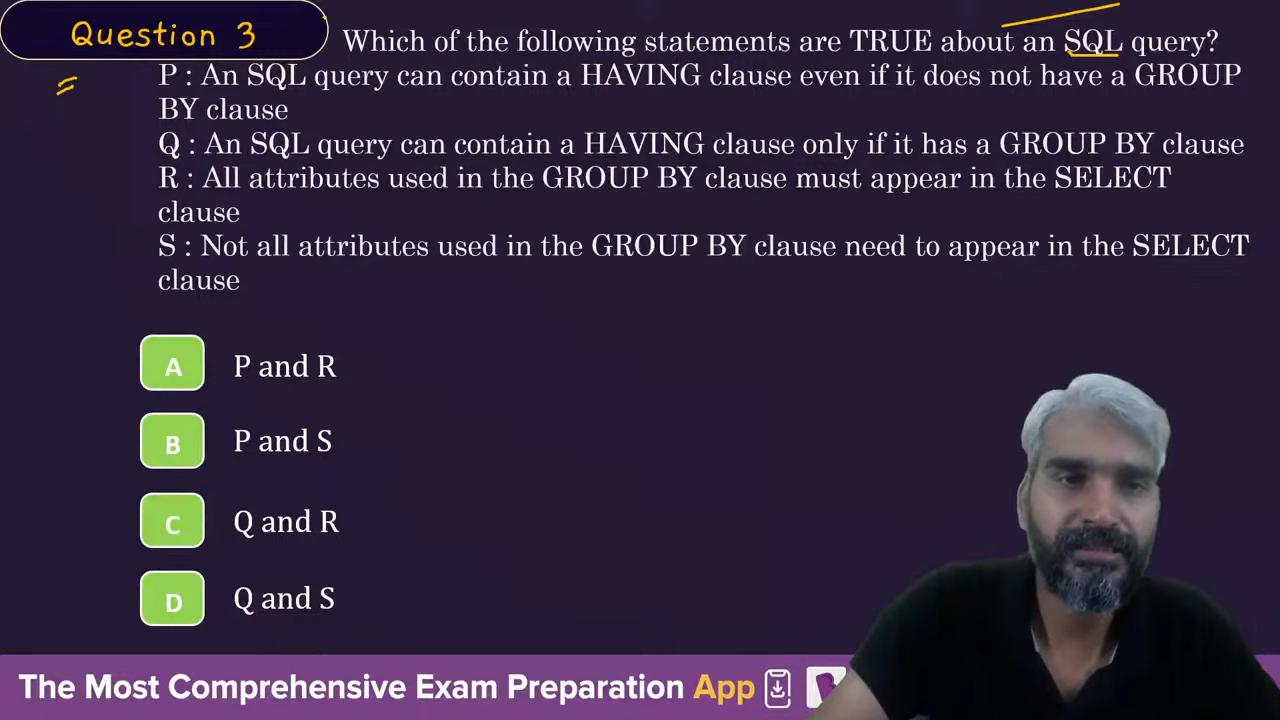 Question 3
Which of the following statements are TRUE about an SQL query?
P : An SQL query can contain a HAVING clause even if it does not have a GROUP
BY clause
Q : An SQL query can contain a HAVING clause only if it has a GROUP BY clause
R : All attributes used in the GROUP BY clause must appear in the SELECT
clause
S : Not all attributes used in the GROUP BY clause need to appear in the SELECT
clause
A P and R
B P and S
C Q and R
D Q and S
The Most Comprehensive Exam Preparation App